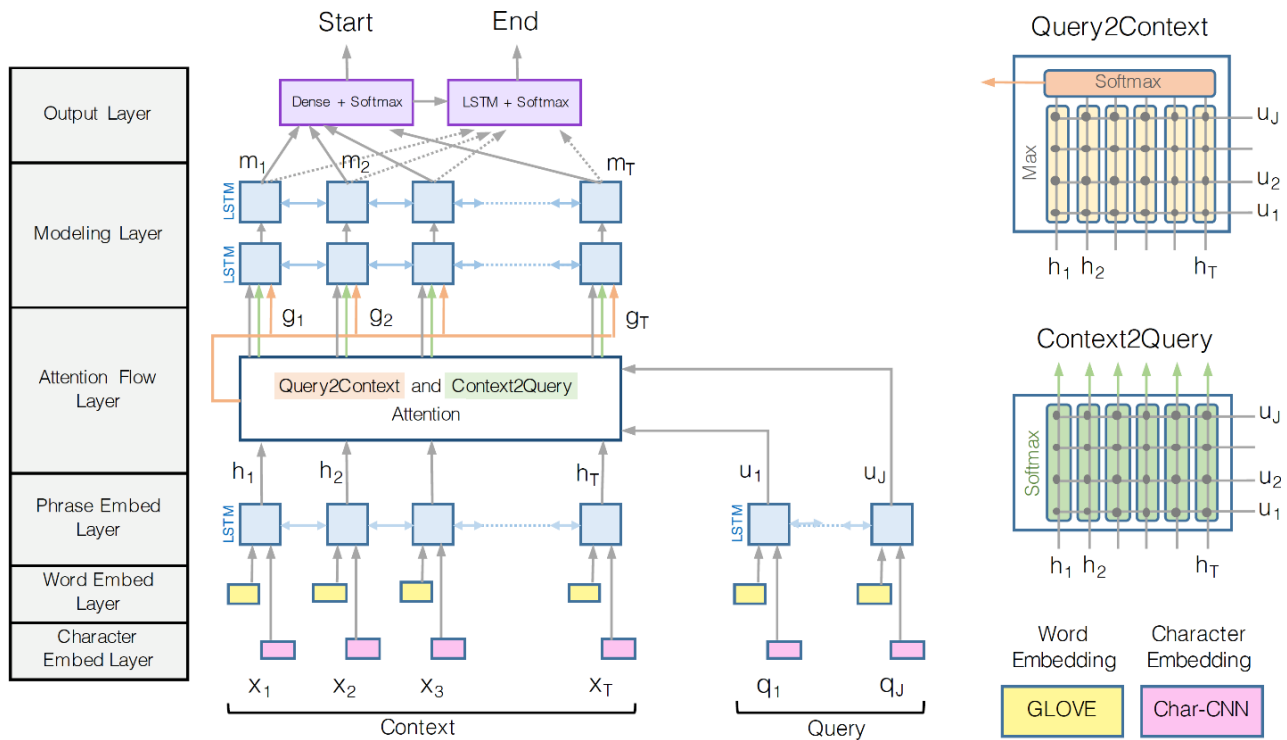 Start
End
Output Layer
Dense + Softmax
LSTM + Softmax
m1
m2
mT
Modeling Layer
LSTM
LSTM
g1
g2
gT
Attention Flow
Layer
Query2Context and Context2Query
Attention
h1
h2
hT
u1
uJ
Phrase Embed
Layer
LSTM
LSTM
Word Embed
Layer
Character
Embed Layer
x1
x2
x3
xT
q1
qJ
Context
Query
Query2Context
Softmax
Max
uJ
u2
u1
h1
h2
hT
Context2Query
Softmax
uJ
u2
u1
h1
h2
hT
Word
Embedding
GLOVE
Character
Embedding
Char-CNN